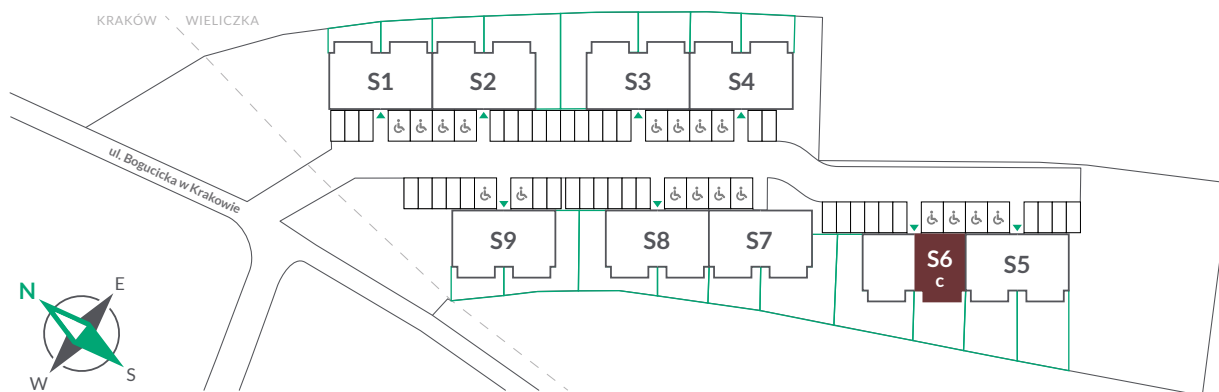 KRAKÓW WIELICZKA
S1 S2 S3 S4
ul. Bogucicka w Krakowie
S9 S8 S7
S6 S5
c
N E
W S